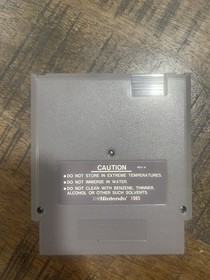 CAUTION
•DO NOT STORE IN EXTREME TEMPERATURES.
•DO NOT IMMERSE IN WATER.
•DO NOT CLEAN WITH BENZENE, THINNER,
ALCOHOL OR OTHER SUCH SOLVENTS.
Nintendo 1985